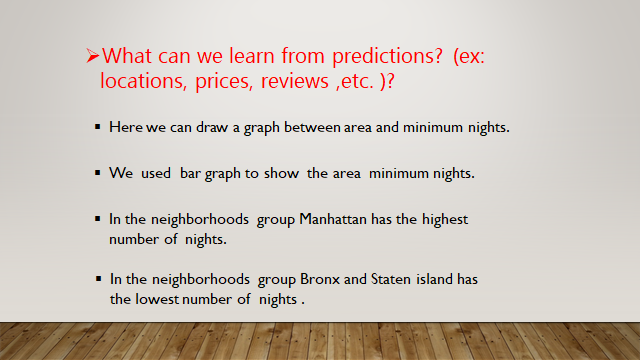 ➢What can we learn from predictions? (ex:
locations, prices, reviews ,etc. )?
▪ Here we can draw a graph between area and minimum nights.
▪ We used bar graph to show the area minimum nights.
▪ In the neighborhoods group Manhattan has the highest
number of nights.
▪ In the neighborhoods group Bronx and Staten island has
the lowest number of nights .